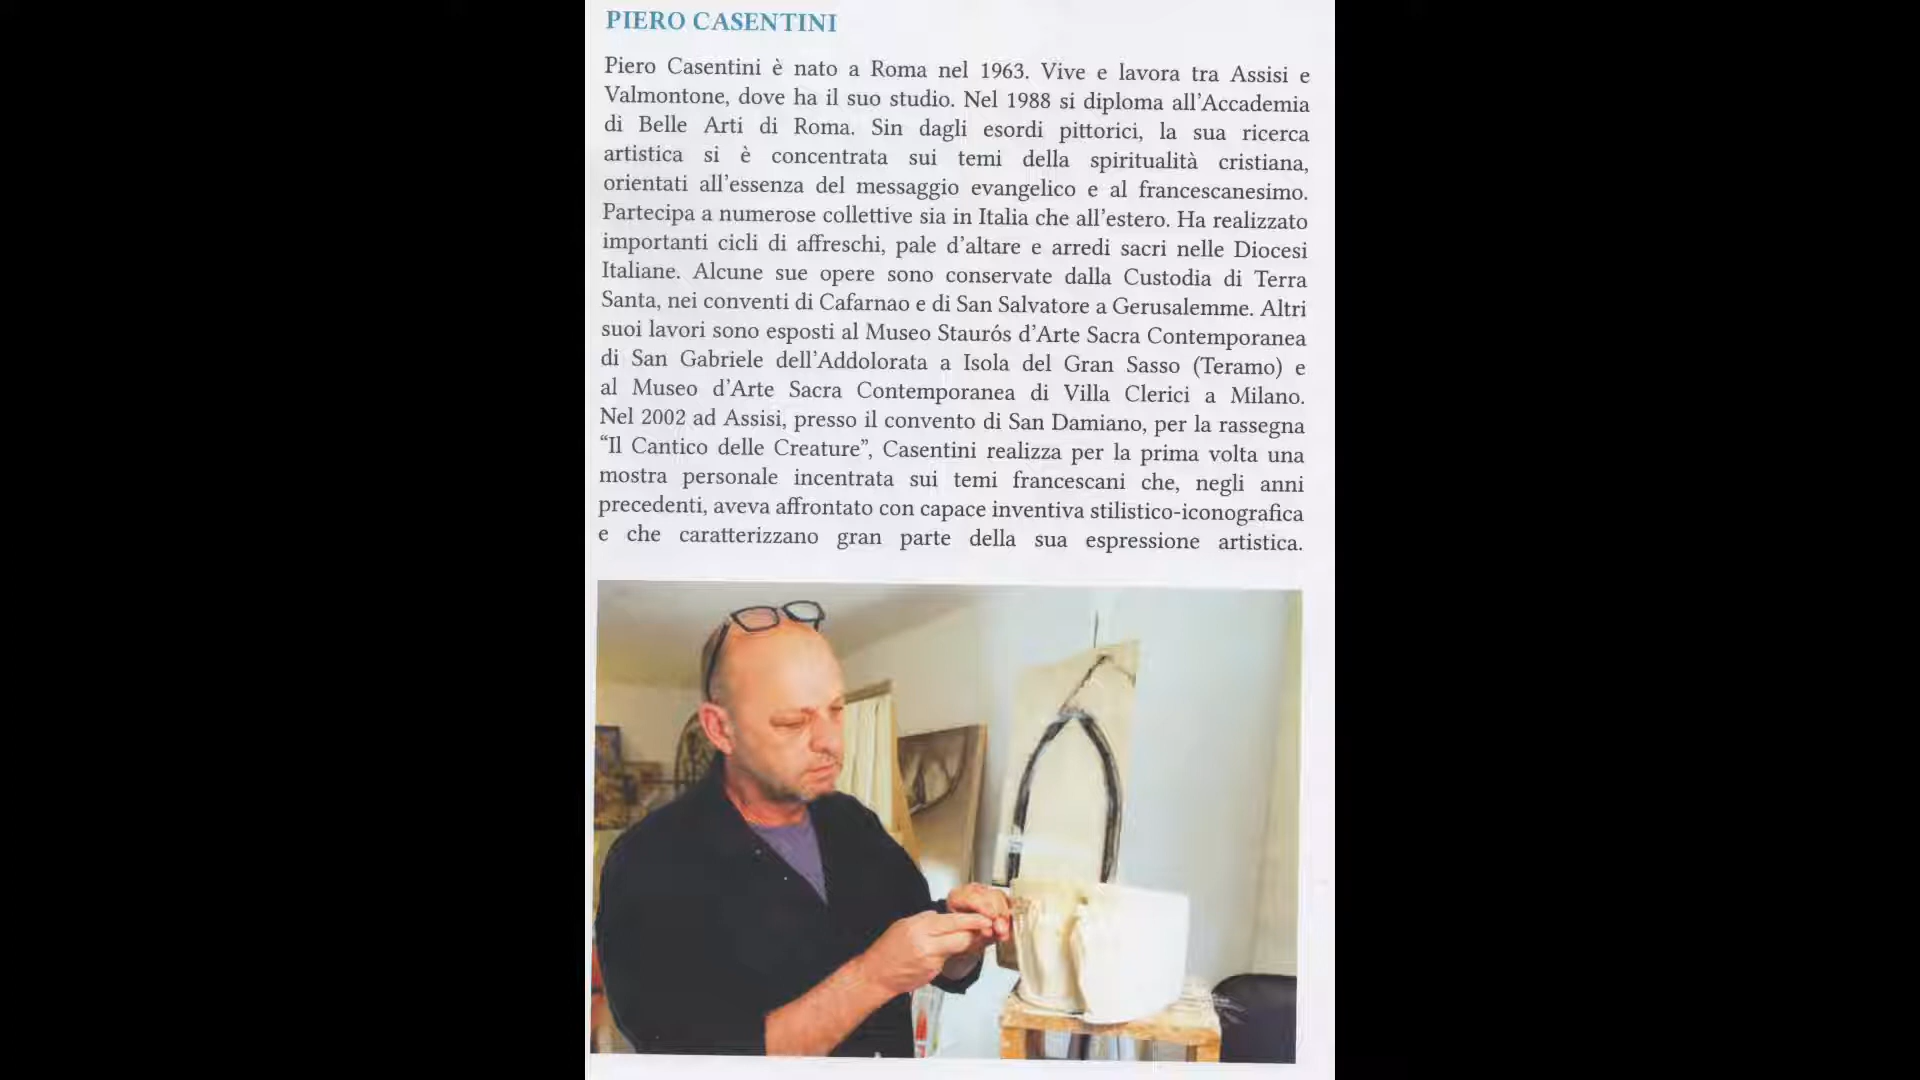 PIERO CASENTINI
Piero Casentini è nato a Roma nel 1963. Vive e lavora tra Assisi e
Valmontone, dove ha il suo studio. Nel 1988 si diploma all'Accademia
di Belle Arti di Roma. Sin dagli esordi pittorici, la sua ricerca
artistica si è concentrata sui temi della spiritualità cristiana,
orientati all'essenza del messaggio evangelico e al francescanesimo.
Partecipa a numerose collettive sia in Italia che all'estero. Ha realizzato
importanti cicli di affreschi, pale d'altare e arredi sacri nelle Diocesi
Italiane. Alcune sue opere sono conservate dalla Custodia di Terra
Santa, nei conventi di Cafarnao e di San Salvatore a Gerusalemme. Altri
suoi lavori sono esposti al Museo Staurós d'Arte Sacra Contemporanea
di San Gabriele dell'Addolorata a Isola del Gran Sasso (Teramo) e
al Museo d'Arte Sacra Contemporanea di Villa Clerici a Milano.
Nel 2002 ad Assisi, presso il convento di San Damiano, per la rassegna
“Il Cantico delle Creature”, Casentini realizza per la prima volta una
mostra personale incentrata sui temi francescani che, negli anni
precedenti, aveva affrontato con capace inventiva stilistico-iconografica
e che caratterizzano gran parte della sua espressione artistica.